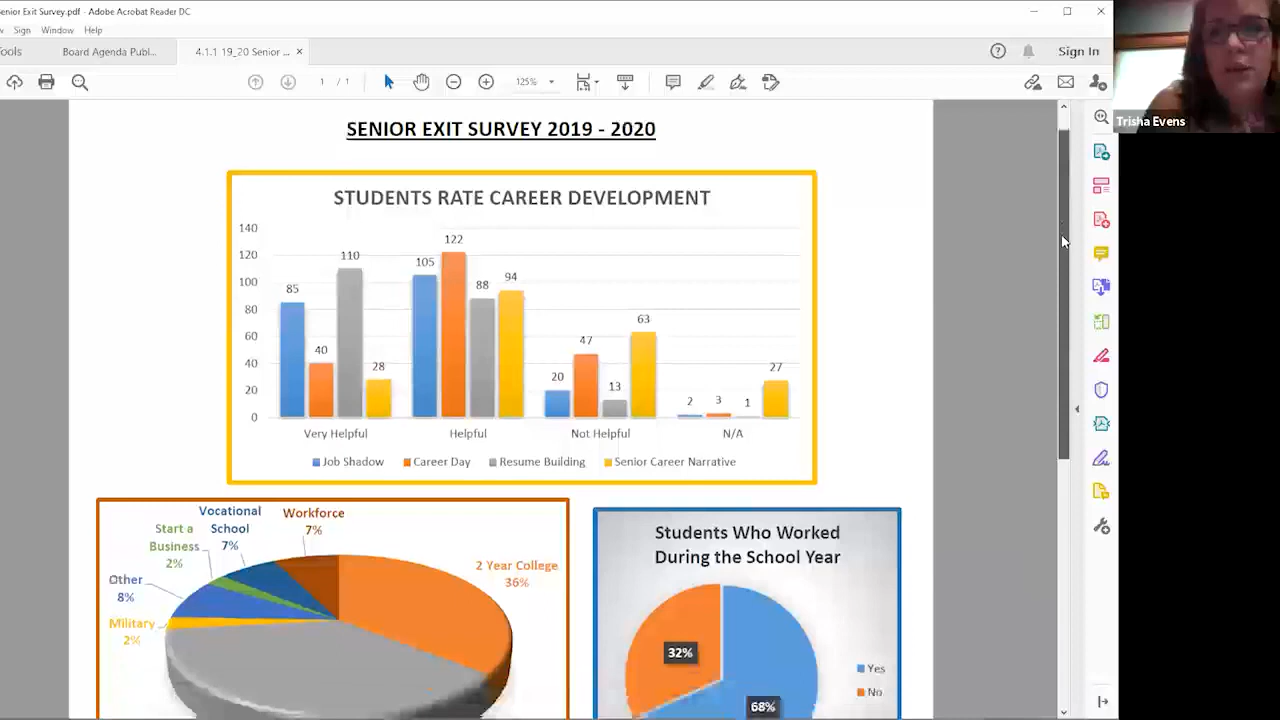 enior Exit Survey.pdf - Adobe Acrobat Reader DC
Sign Window Help
ools Board Agenda Publ... 4.1.1 19_20 Senior ... × Sign In
1 / 1 125%
Trisha Evens
SENIOR EXIT SURVEY 2019 - 2020
STUDENTS RATE CAREER DEVELOPMENT
140
120
100
80
60
40
20
0
85 40 110 28
105 122 88 94
20 47 13 63
2 3 1 27
Very Helpful Helpful Not Helpful N/A
Job Shadow Career Day Resume Building Senior Career Narrative
Vocational
School
7%
Workforce
7%
Start a
Business
2%
2 Year College
36%
Other
8%
Military
2%
Students Who Worked
During the School Year
32%
68%
Yes
No